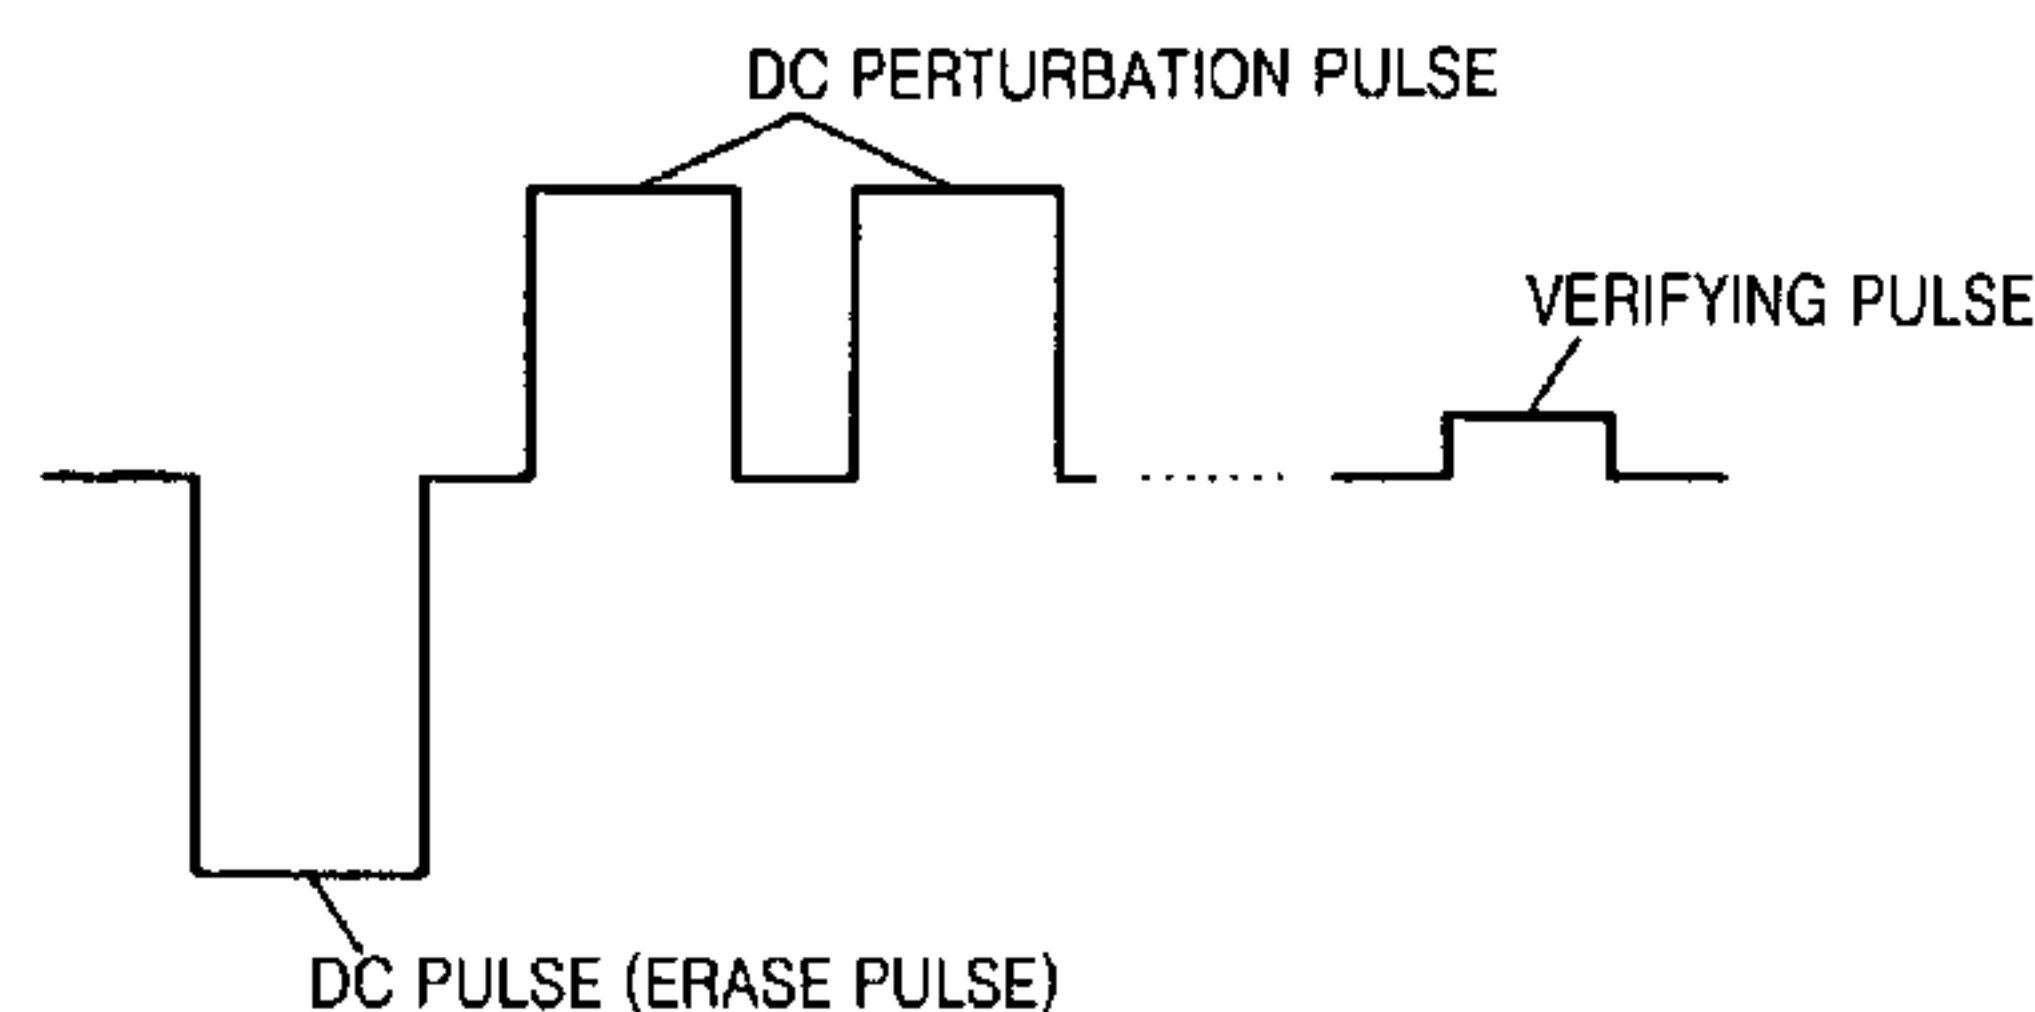 DC PERTURBATION PULSE
VERIFYING PULSE
DC PULSE (ERASE PULSE)